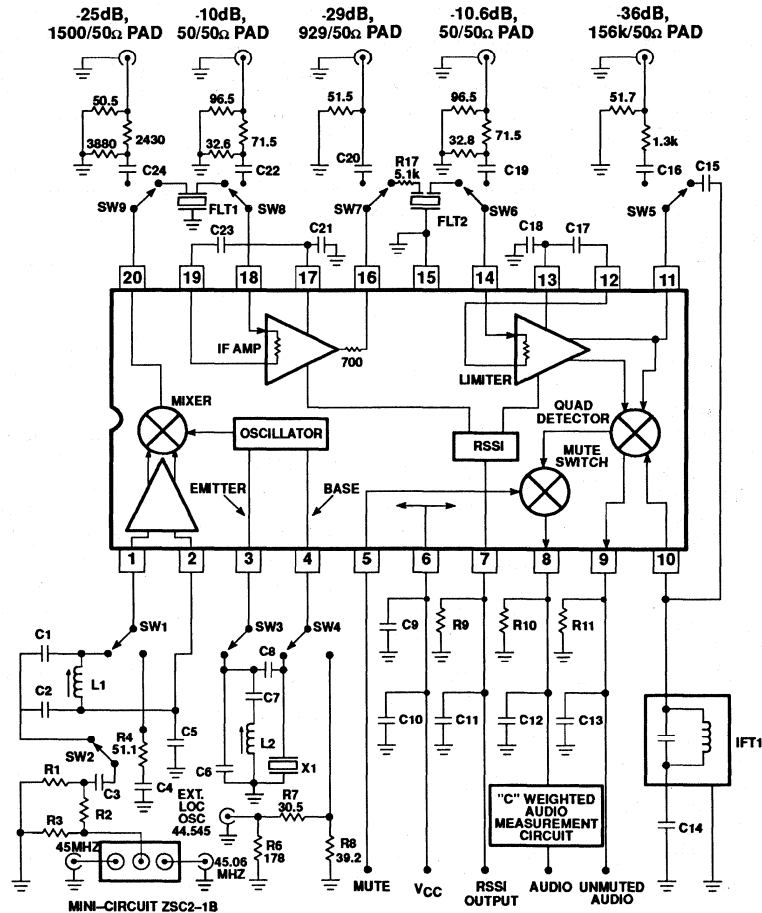 -25dB,
1500/50Ω PAD
-10dB,
50/50Ω PAD
-29dB,
929/50Ω PAD
-10.6dB,
50/50Ω PAD
-36dB,
156k/50Ω PAD
50.5
96.5
51.5
96.5
51.7
3880
2430
32.6
71.5
32.8
71.5
1.3k
C24
C22
C20
R17
5.1k
C19
C16
C15
SW9
FLT1
SW8
SW7
FLT2
SW6
SW5
C23
C21
C18
C17
20
19
18
17
16
15
14
13
12
11
IF AMP
700
LIMITER
MIXER
OSCILLATOR
RSSI
QUAD
DETECTOR
MUTE
SWITCH
EMITTER
BASE
1
2
3
4
5
6
7
8
9
10
SW1
SW3
SW4
C1
L1
C2
C8
C7
C9
R9
R10
R11
R4
51.1
C5
L2
C10
C11
C12
C13
IFT1
SW2
R1
C3
C4
C6
X1
R2
EXT.
LOC
OSC
44.545
R7
30.5
R3
R6
178
R8
39.2
"C" WEIGHTED
AUDIO
MEASUREMENT
CIRCUIT
C14
45MHZ
45.06
MHZ
MUTE
VCC
RSSI
OUTPUT
AUDIO
UNMUTED
AUDIO
MINI-CIRCUIT ZSC2-1B